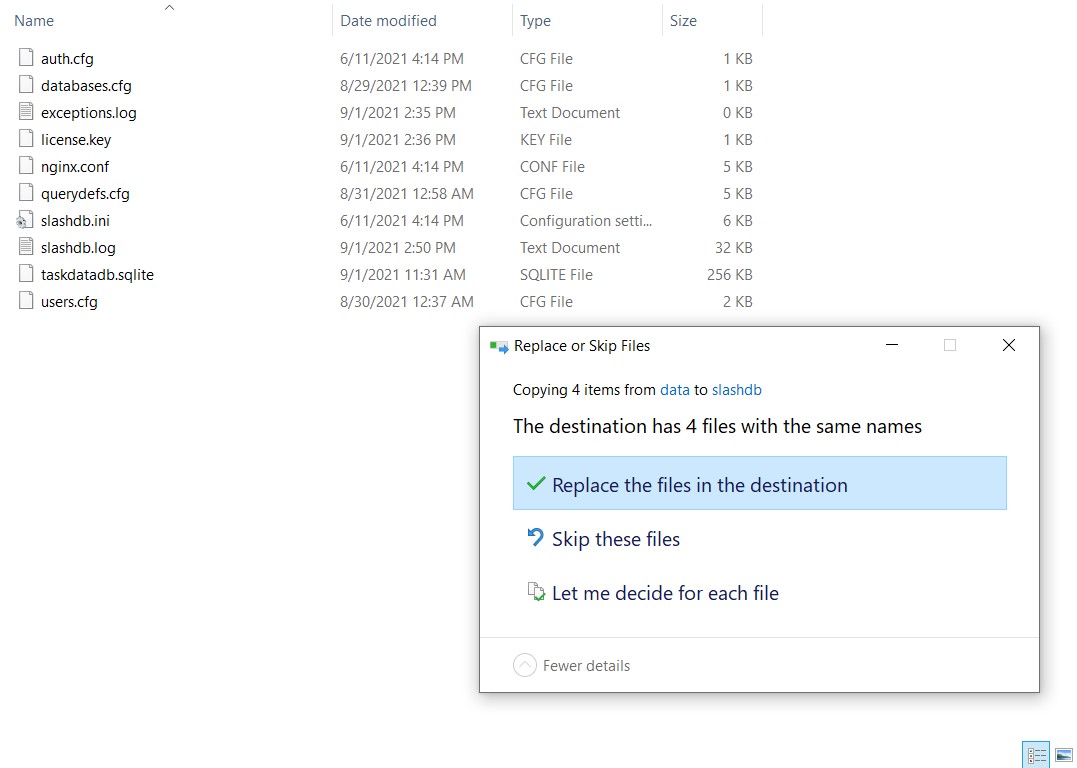 Name Date modified Type Size
auth.cfg 6/11/2021 4:14 PM CFG File 1 KB
databases.cfg 8/29/2021 12:39 PM CFG File 1 KB
exceptions.log 9/1/2021 2:35 PM Text Document 0 KB
license.key 9/1/2021 2:36 PM KEY File 1 KB
nginx.conf 6/11/2021 4:14 PM CONF File 5 KB
querydefs.cfg 8/31/2021 12:58 AM CFG File 5 KB
slashdb.ini 6/11/2021 4:14 PM Configuration setti... 6 KB
slashdb.log 9/1/2021 2:50 PM Text Document 32 KB
taskdatadb.sqlite 9/1/2021 11:31 AM SQLITE File 256 KB
users.cfg 8/30/2021 12:37 AM CFG File 2 KB
Replace or Skip Files
Copying 4 items from data to slashdb
The destination has 4 files with the same names
Replace the files in the destination
Skip these files
Let me decide for each file
Fewer details